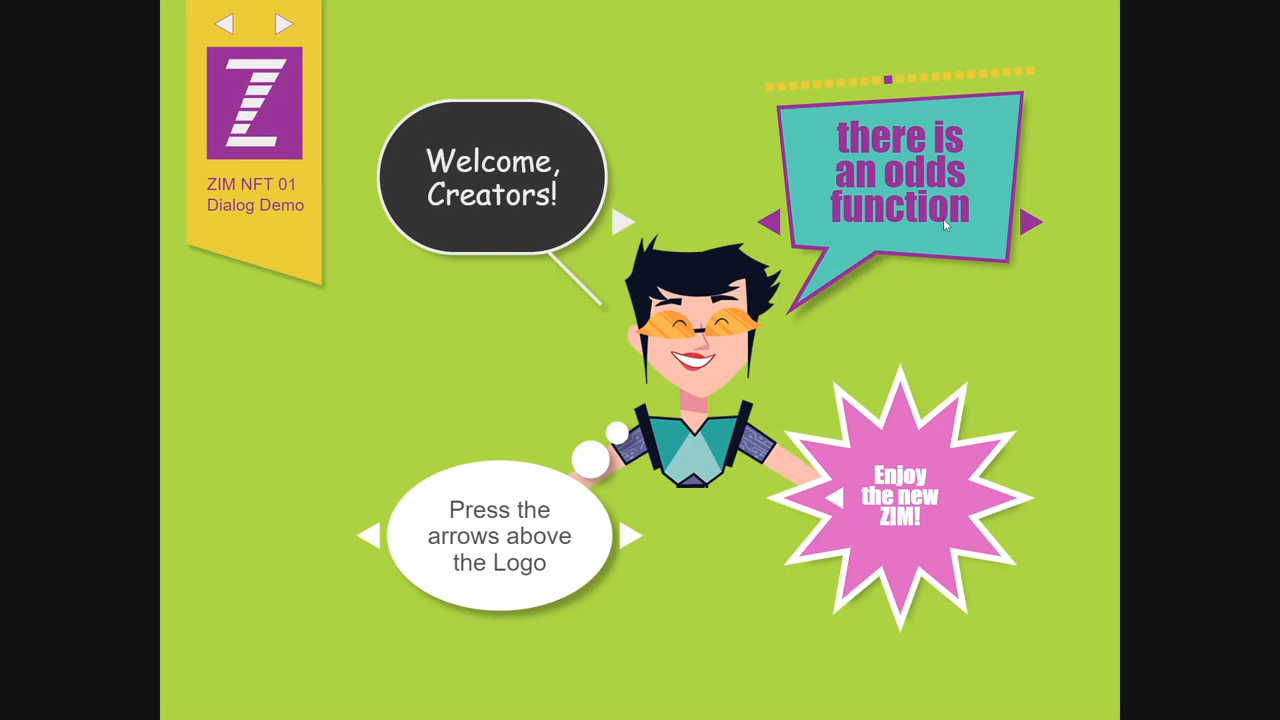 Z
ZIM NFT 01
Dialog Demo
Welcome,
Creators!
there is
an odds
function
Press the
arrows above
the Logo
Enjoy
the new
ZIM!